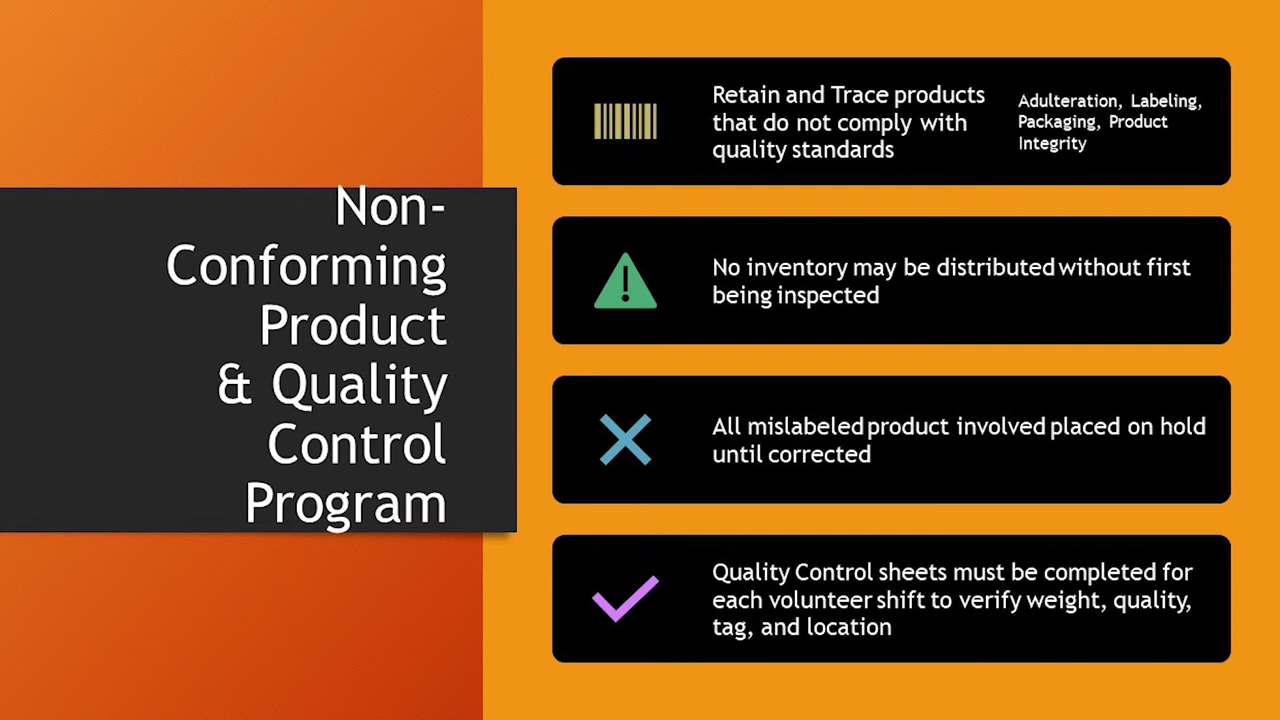 Non-
Conforming
Product
& Quality
Control
Program
Retain and Trace products
that do not comply with
quality standards
Adulteration, Labeling,
Packaging, Product
Integrity
No inventory may be distributed without first
being inspected
All mislabeled product involved placed on hold
until corrected
Quality Control sheets must be completed for
each volunteer shift to verify weight, quality,
tag, and location